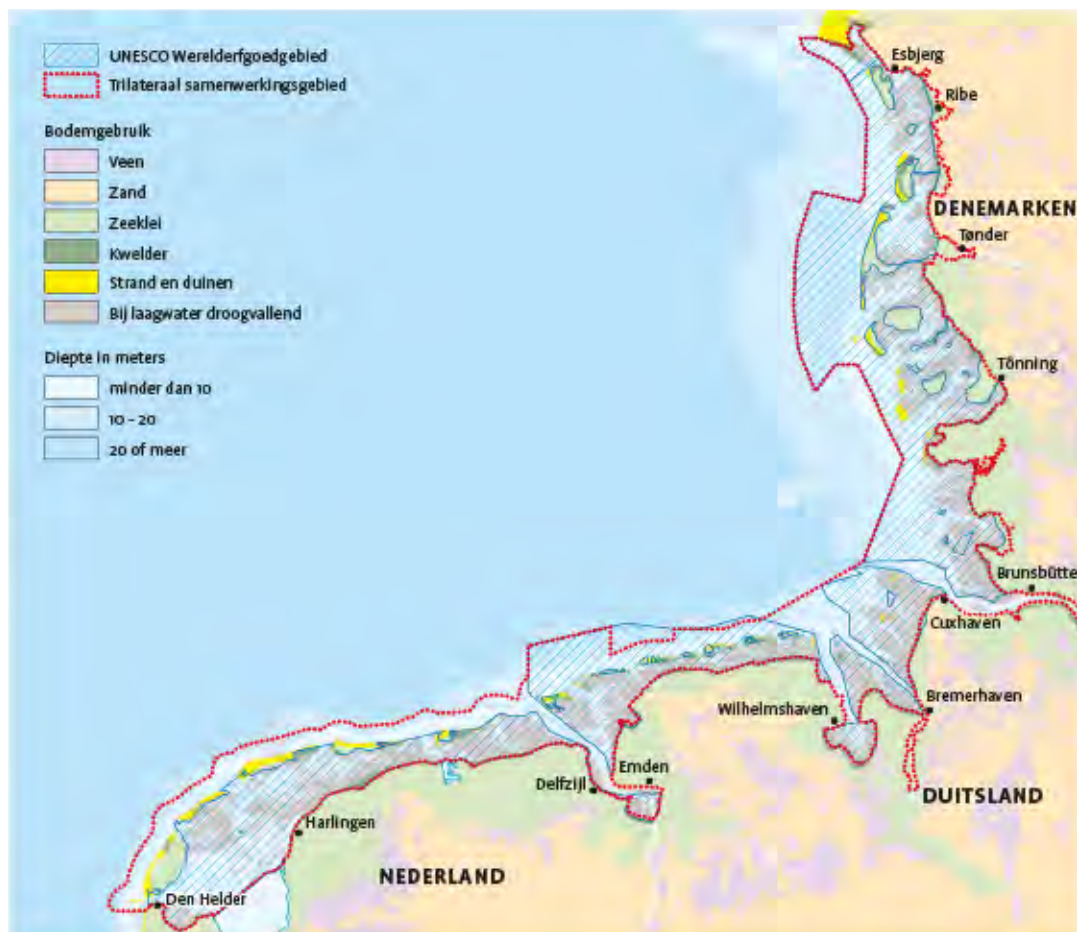 UNESCO Werelderfgoedgebied
Trilateraal samenwerkingsgebied
Bodemgebruik
Veen
Zand
Zeeklei
Kwelder
Strand en duinen
Bij laagwater droogvallend
Diepte in meters
minder dan 10
10 - 20
20 of meer
Esbjerg
Ribe
DENEMARKEN
Tønder
Tönning
Brunsbütte
Cuxhaven
Bremerhaven
Wilhelmshaven
DUITSLAND
Emden
Delfzijl
Harlingen
NEDERLAND
Den Helder